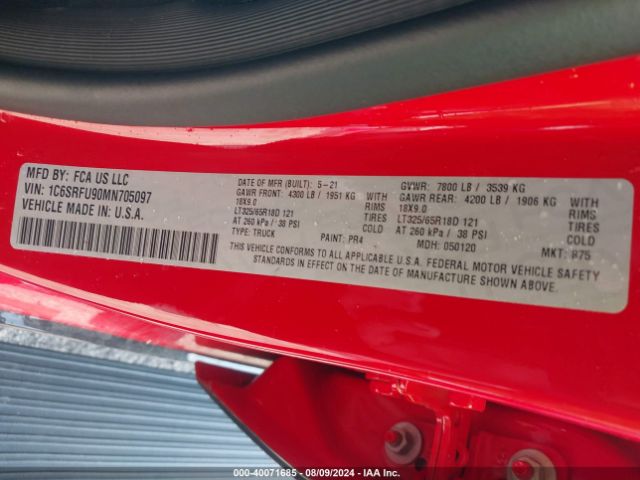 MFD BY: FCA US LLC
VIN: 1C6SRFU90MN705097
VEHICLE MADE IN U.S.A.
DATE OF MFR (BUILT): 5-21
GAWR FRONT: 4300 LB / 1951 KG WITH
18X9.0 RIMS
LT325/65R18D 121 TIRES
AT 260 kPa / 38 PSI COLD
TYPE: TRUCK PAINT: PR4
GVWR: 7800 LB / 3539 KG
GAWR REAR: 4200 LB / 1906 KG WITH
18X9.0 RIMS
LT325/65R18D 121 TIRES
AT 260 kPa / 38 PSI COLD
MDH: 050120 MKT: 875
THIS VEHICLE CONFORMS TO ALL APPLICABLE U.S.A. FEDERAL MOTOR VEHICLE SAFETY
STANDARDS IN EFFECT ON THE DATE OF MANUFACTURE SHOWN ABOVE.
000-40071685 - 08/09/2024 - IAA Inc.